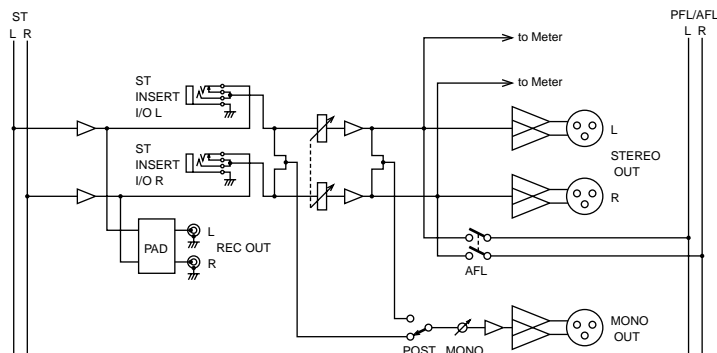 ST
L R
PFL/AFL
L R
to Meter
ST
INSERT
I/O L
to Meter
L
STEREO
OUT
ST
INSERT
I/O R
R
PAD
L
REC OUT
R
AFL
MONO
OUT
POST MONO